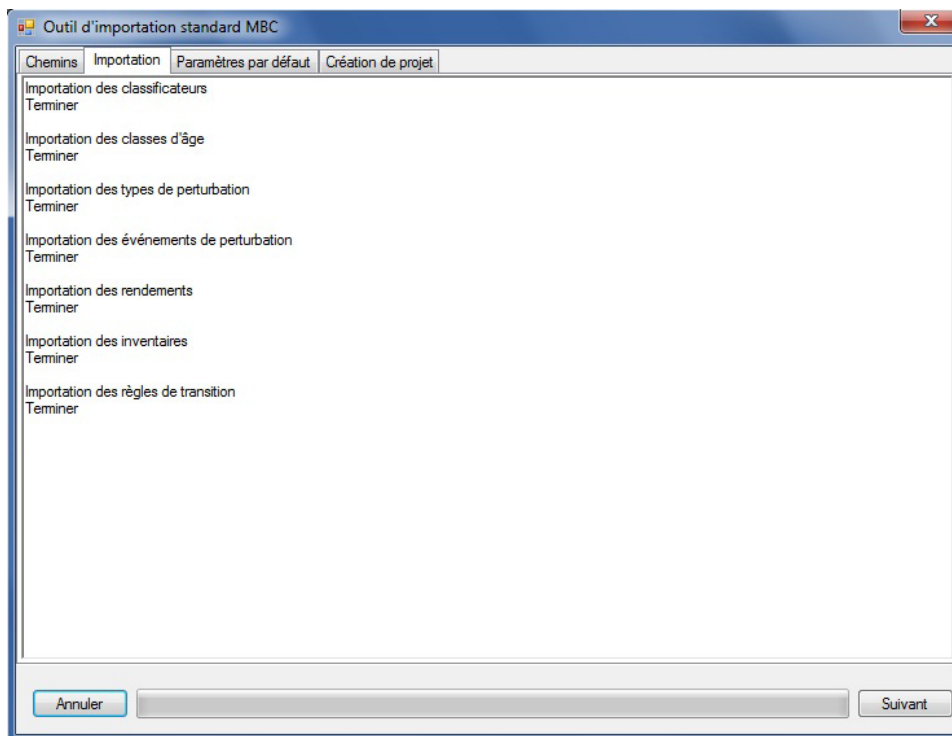 Outil d'importation standard MBC
Chemins Importation Paramètres par défaut Création de projet
Importation des classificateurs
Terminer
Importation des classes d'âge
Terminer
Importation des types de perturbation
Terminer
Importation des événements de perturbation
Terminer
Importation des rendements
Terminer
Importation des inventaires
Terminer
Importation des règles de transition
Terminer
Annuler Suivant